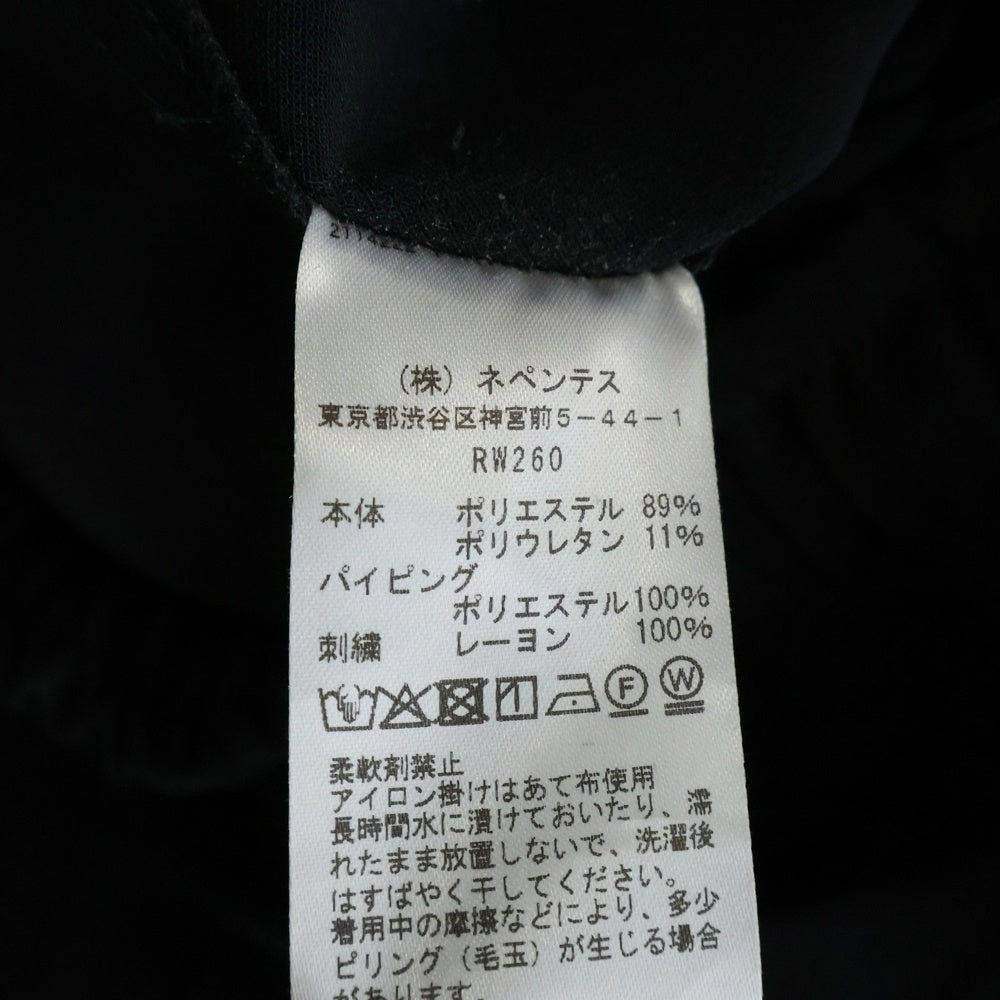 (株) ネペンテス
東京都渋谷区神宮前5-44-1
RW260
本体 ポリエステル 89%
ポリウレタン 11%
パイピング
ポリエステル100%
刺繍 レーヨン 100%
F W
柔軟剤禁止
アイロン掛けはあて布使用
長時間水に漬けておいたり、濡
れたまま放置しないで、洗濯後
はすばやく干してください。
着用中の摩擦などにより、多少
ピリング(毛玉)が生じる場合
があります。